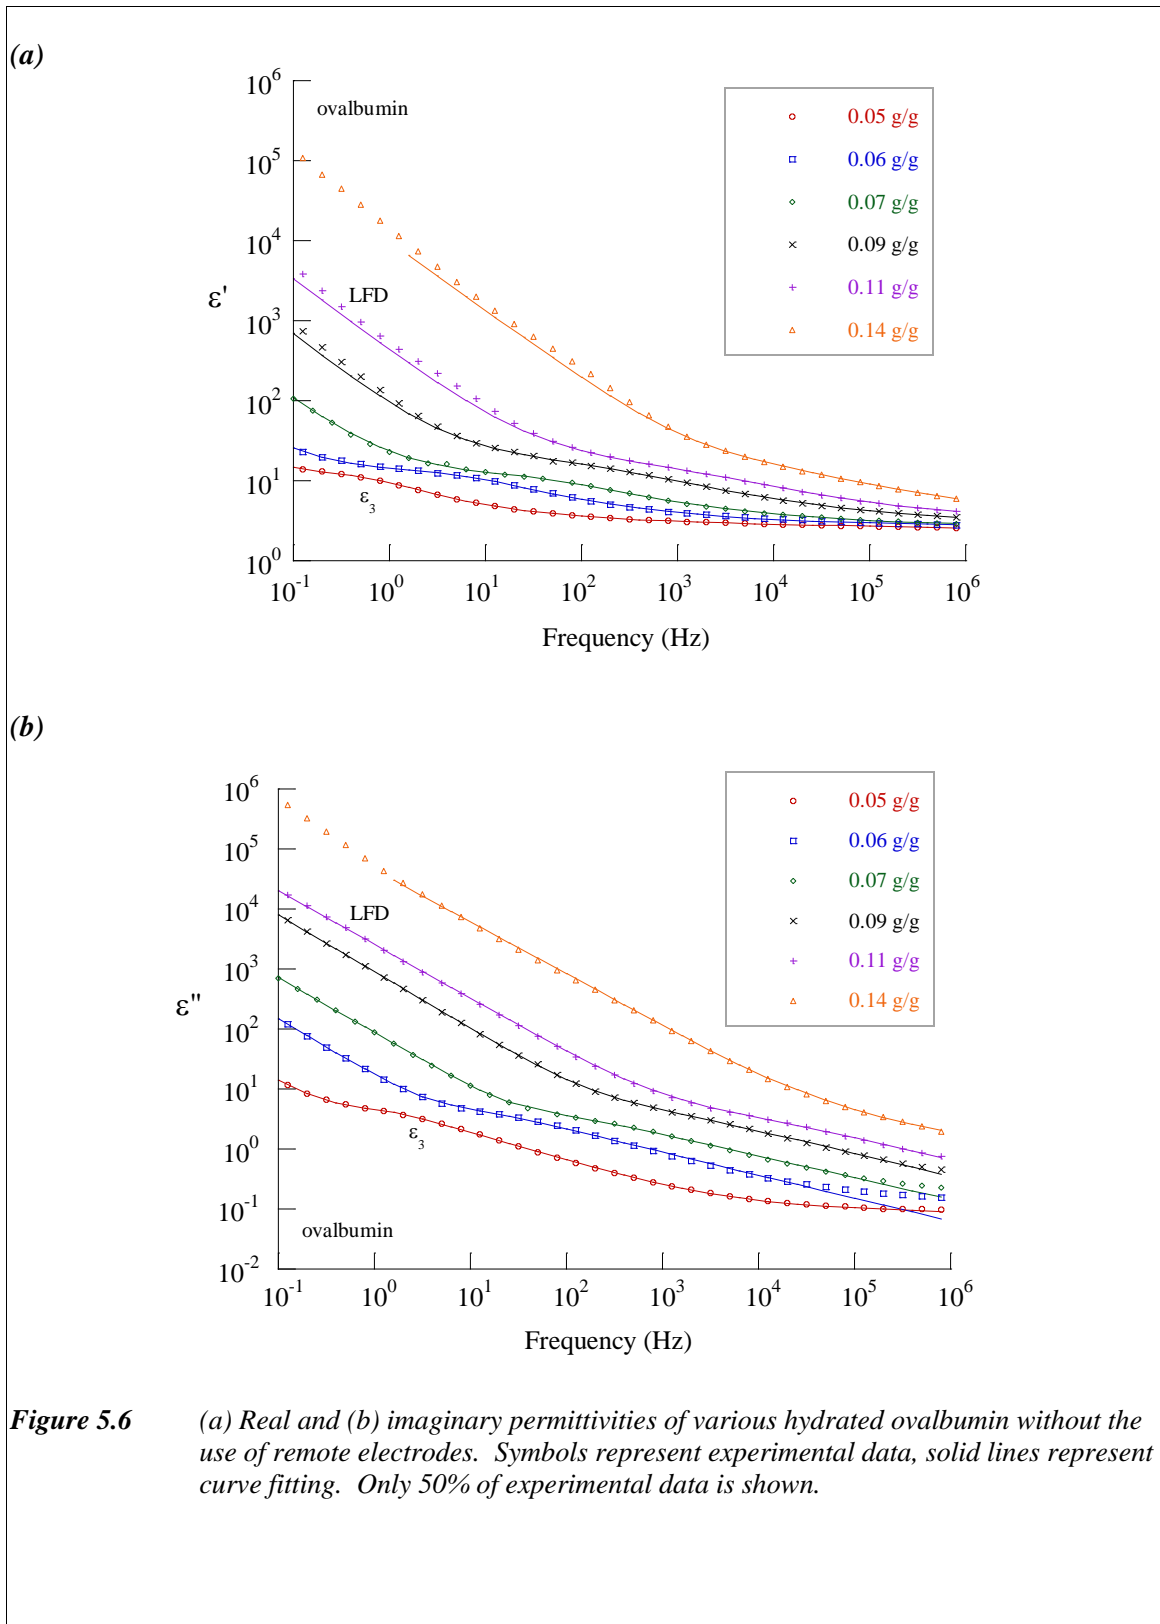 (a)
10^6
10^5
10^4
10^3
10^2
10^1
10^0
ε'
ovalbumin
LFD
ε_3
0.05 g/g
0.06 g/g
0.07 g/g
0.09 g/g
0.11 g/g
0.14 g/g
10^-1 10^0 10^1 10^2 10^3 10^4 10^5 10^6
Frequency (Hz)
(b)
10^6
10^5
10^4
10^3
10^2
10^1
10^0
10^-1
10^-2
ε"
LFD
ε_3
ovalbumin
0.05 g/g
0.06 g/g
0.07 g/g
0.09 g/g
0.11 g/g
0.14 g/g
10^-1 10^0 10^1 10^2 10^3 10^4 10^5 10^6
Frequency (Hz)
Figure 5.6 (a) Real and (b) imaginary permittivities of various hydrated ovalbumin without the
use of remote electrodes. Symbols represent experimental data, solid lines represent
curve fitting. Only 50% of experimental data is shown.